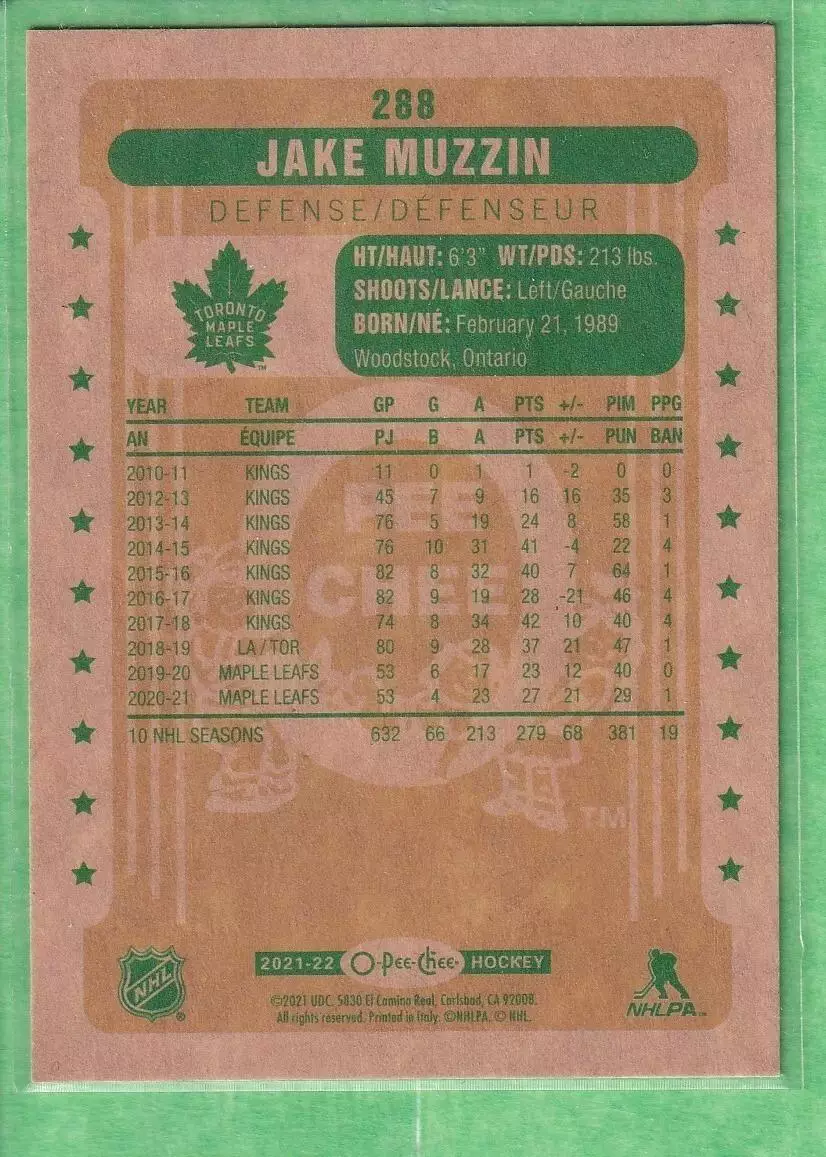 288
JAKE MUZZIN
DEFENSE/DÉFENSEUR
TORONTO
MAPLE
LEAFS
TM
HT/HAUT: 6'3" WT/PDS: 213 lbs.
SHOOTS/LANCE: Left/Gauche
BORN/NÉ: February 21, 1989
Woodstock, Ontario
YEAR TEAM GP G A PTS +/- PIM PPG
AN ÉQUIPE PJ B A PTS +/- PUN BAN
2010-11 KINGS 11 0 1 1 -2 0 0
2012-13 KINGS 45 7 9 16 16 35 3
2013-14 KINGS 76 5 19 24 8 58 1
2014-15 KINGS 76 10 31 41 -4 22 4
2015-16 KINGS 82 8 32 40 7 64 1
2016-17 KINGS 82 9 19 28 -21 46 4
2017-18 KINGS 74 8 34 42 10 40 4
2018-19 LA / TOR 80 9 28 37 21 47 1
2019-20 MAPLE LEAFS 53 6 17 23 12 40 0
2020-21 MAPLE LEAFS 53 4 23 27 21 29 1
10 NHL SEASONS 632 66 213 279 68 381 19
PEE
CHEE
TM
NHL ®
2021-22 O-Pee-Chee HOCKEY
©2021 UDC. 5830 El Camino Real, Carlsbad, CA 92008.
All rights reserved. Printed in Italy. ©NHLPA. © NHL.
NHLPA™